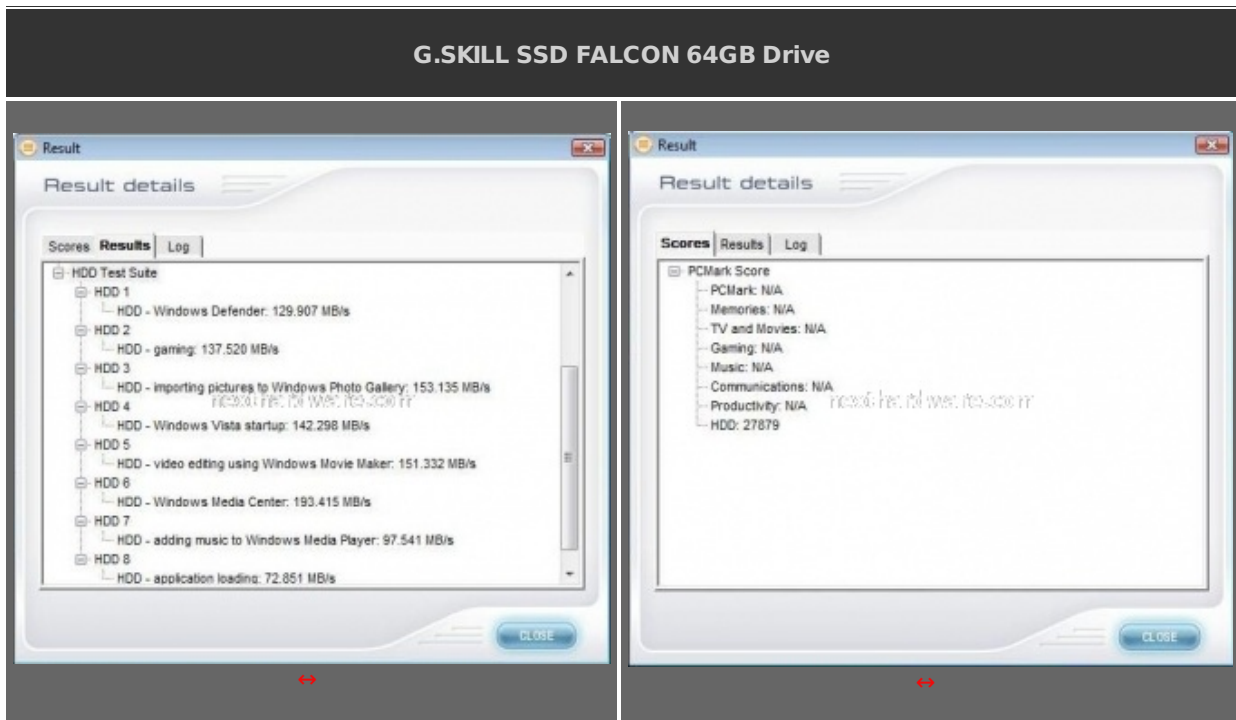 G.SKILL SSD FALCON 64GB Drive
Result
Result details
Scores Results Log
HDD Test Suite
HDD 1
HDD - Windows Defender: 129.907 MB/s
HDD 2
HDD - gaming: 137.520 MB/s
HDD 3
HDD - importing pictures to Windows Photo Gallery: 153.135 MB/s
HDD 4
HDD - Windows Vista startup: 142.298 MB/s
HDD 5
HDD - video editing using Windows Movie Maker: 151.332 MB/s
HDD 6
HDD - Windows Media Center: 193.415 MB/s
HDD 7
HDD - adding music to Windows Media Player: 97.541 MB/s
HDD 8
HDD - application loading: 72.851 MB/s
CLOSE
↔
Result
Result details
Scores Results Log
PCMark Score
PCMark: N/A
Memories: N/A
TV and Movies: N/A
Gaming: N/A
Music: N/A
Communications: N/A
Productivity: N/A
HDD: 27879
CLOSE
↔